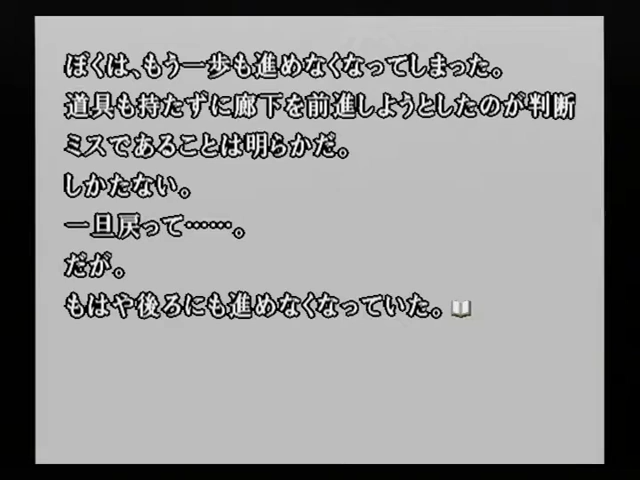 ぼくは、もう一歩も進めなくなってしまった。
道具も持たずに廊下を前進しようとしたのが判断
ミスであることは明らかだ。
しかたない。
一旦戻って……。
だが。
もはや後ろにも進めなくなっていた。